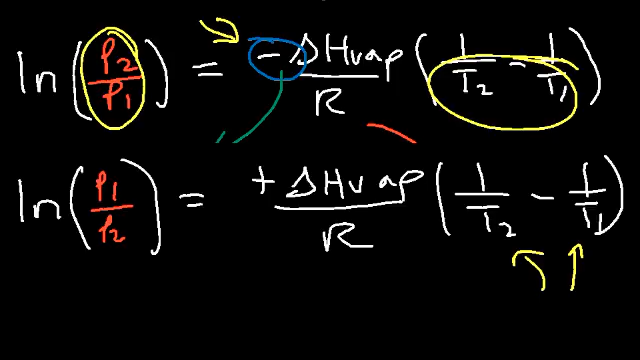 ln(P2/P1) = -ΔHvap/R (1/T2 - 1/T1)
ln(P1/P2) = +ΔHvap/R (1/T2 - 1/T1)